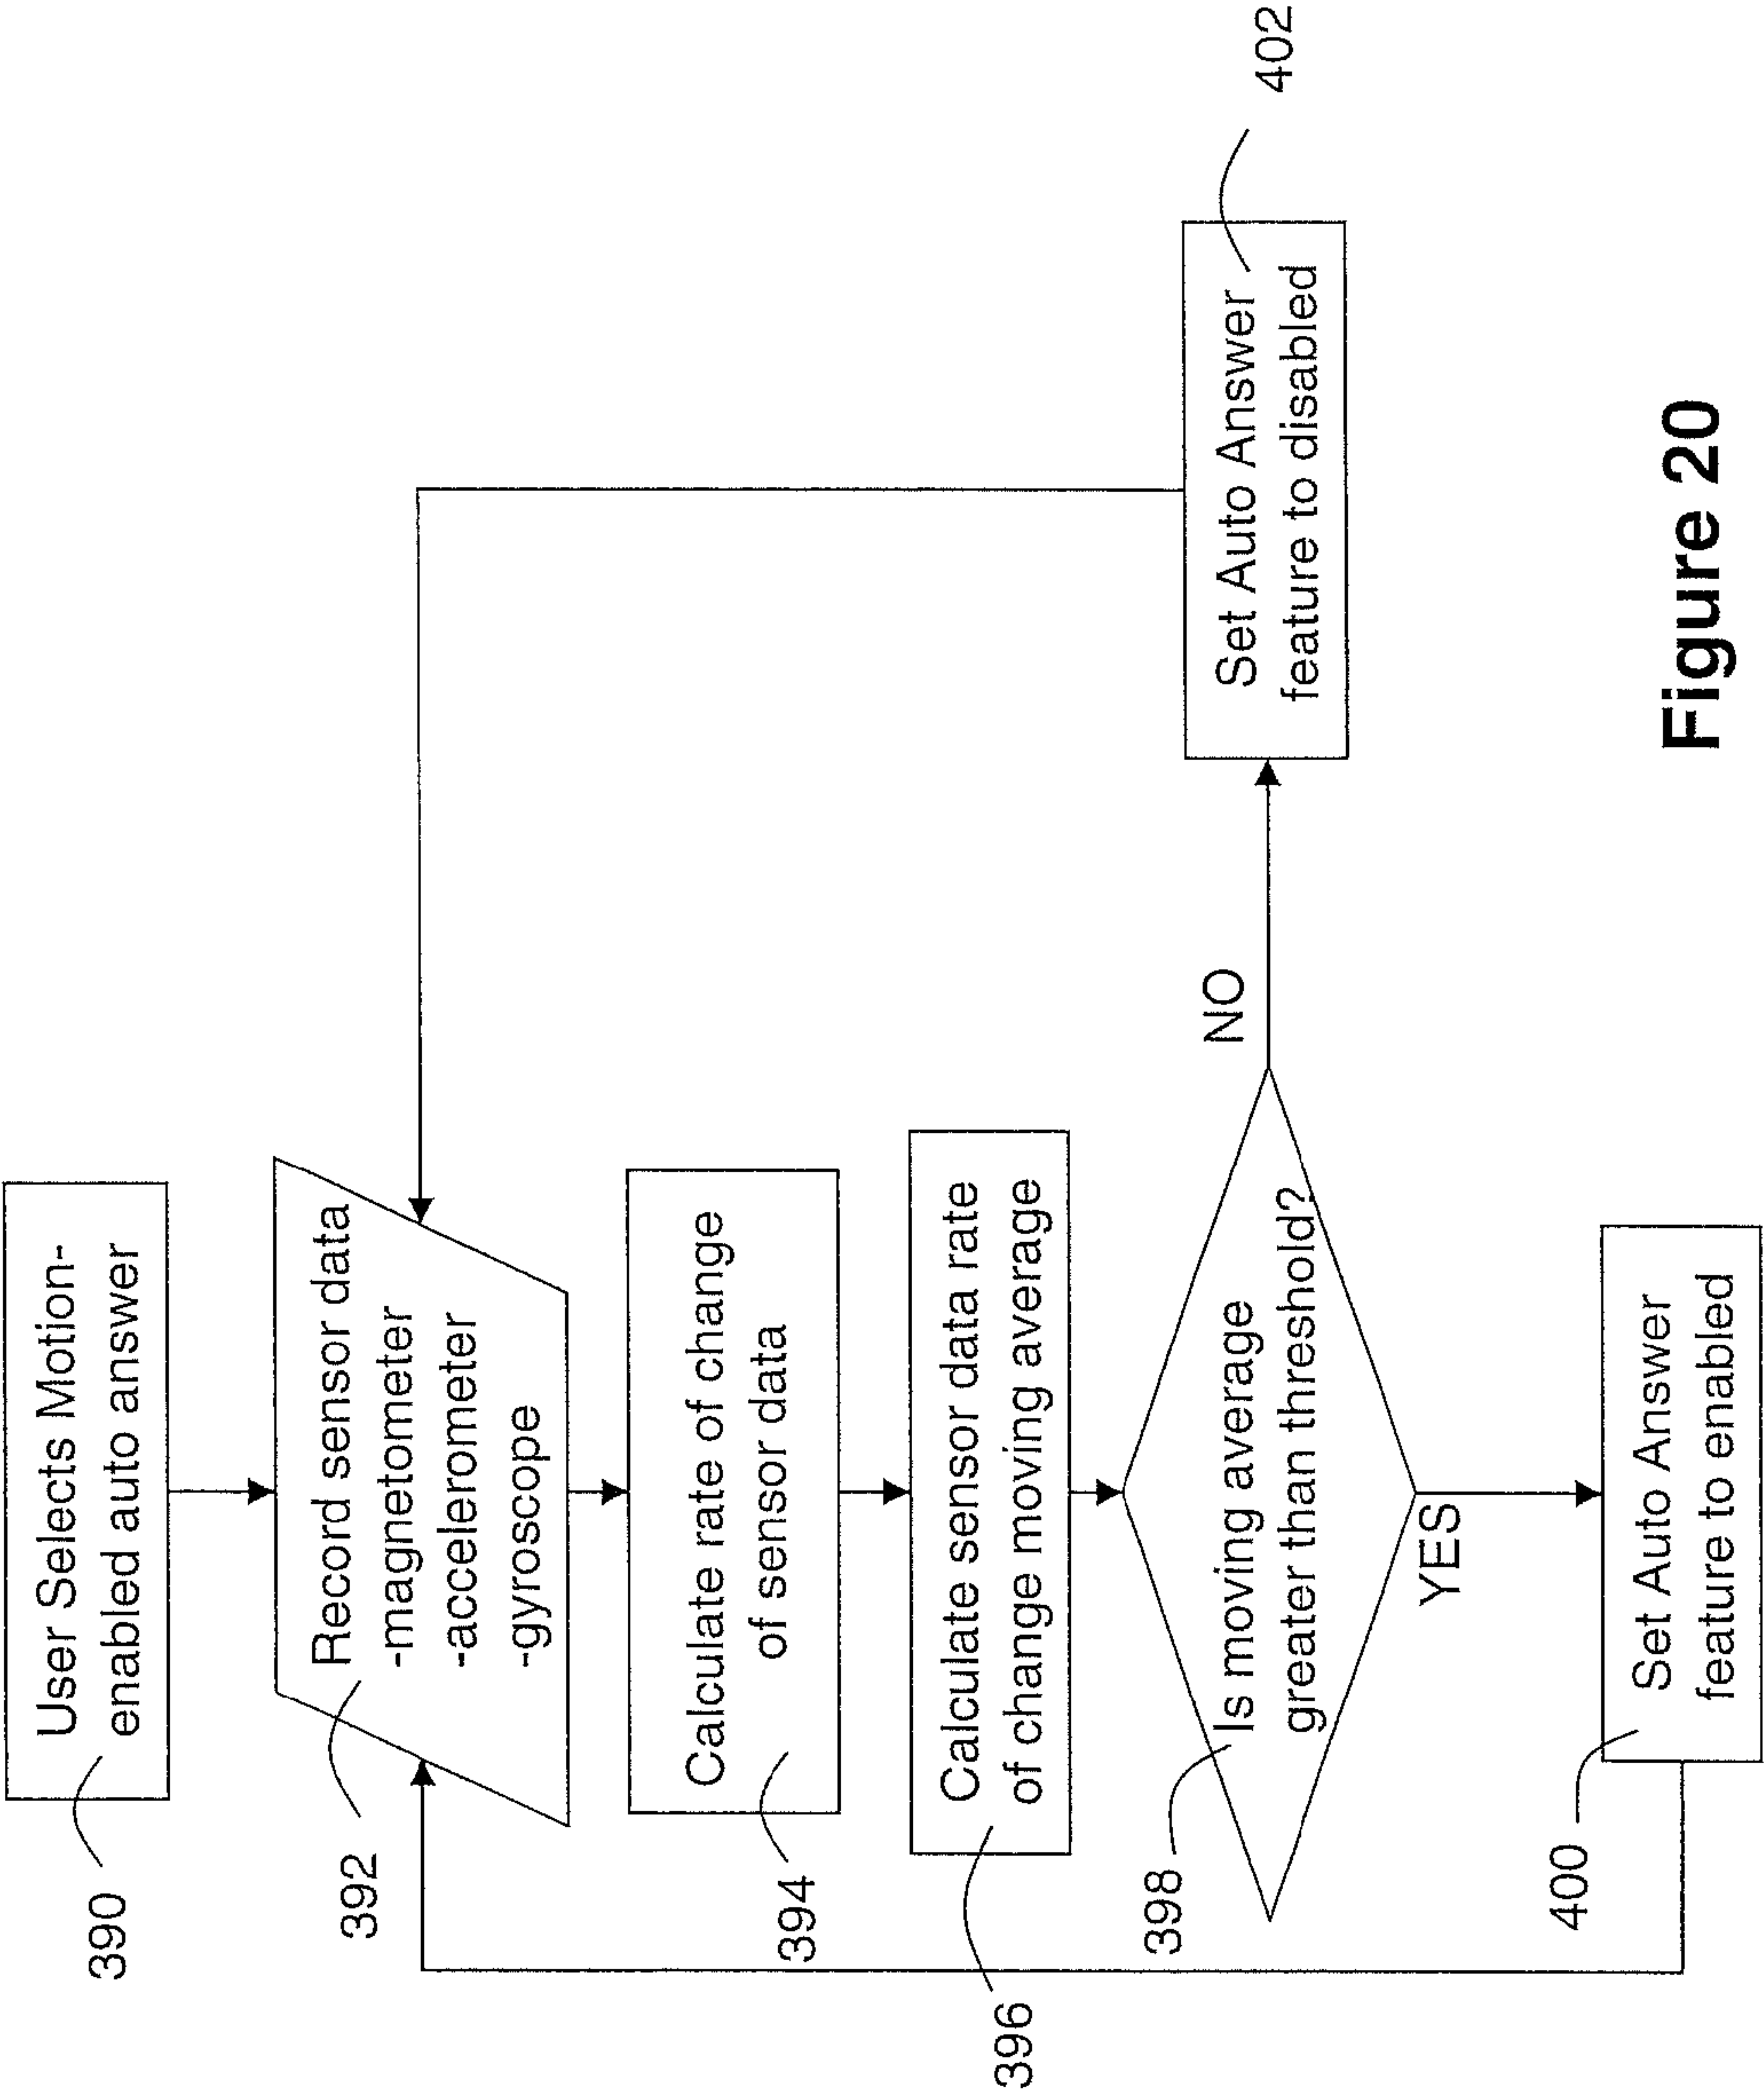 390
User Selects Motion-
enabled auto answer
392
Record sensor data
-magnetometer
-accelerometer
-gyroscope
394
Calculate rate of change
of sensor data
396
Calculate sensor data rate
of change moving average
398
Is moving average
greater than threshold?
NO
YES
402
Set Auto Answer
feature to disabled
400
Set Auto Answer
feature to enabled
Figure 20